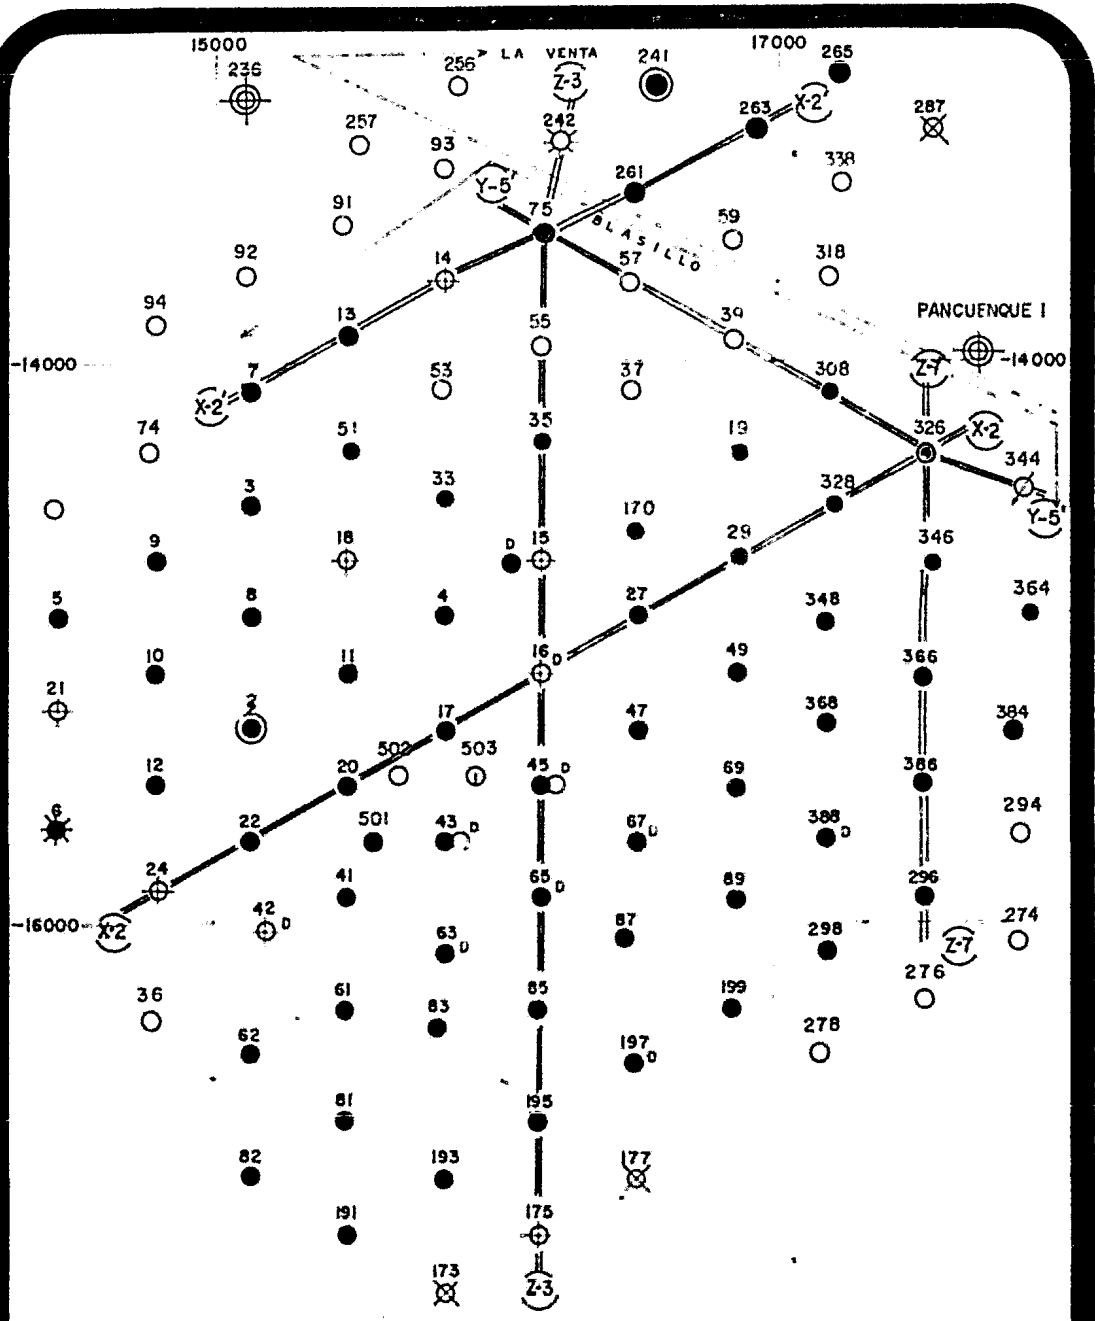 15000 17000
236 256 LA VENTA Z-3 241 265
257 93 242 263 X-2' 287
91 Y-5' 261 338
92 14 75 BLASILLO 59 318
94 13 57
-14000 7 53 55 37 39 308 PANCUENQUE 1
Z-7' -14000
74 X-2' 51 35 19 326 X-2
3 33 170 328 344
Y-5'
9 18 D 15 29 346
5 8 4 27 348 364
10 11 16 D 49 366
21 2 17 47 368 384
12 20 502 503 45 D 69 386
6 22 501 43 D 67 D 388 D 294
24 41 65 D 89 296
-16000 X-2 42 D 63 D 87 298 Z-7 274
36 61 83 85 199 276
62 197 D 278
81 195
82 193 177
191 175
173 Z-3